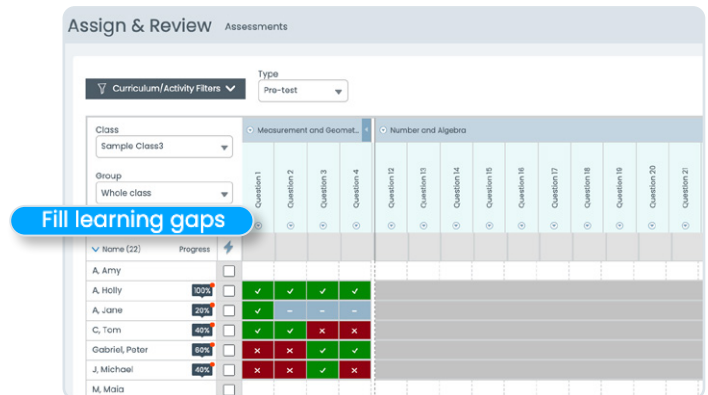 Assign & Review Assessments
Type
Curriculum/Activity Filters
Pre-test
Class
Measurement and Geomet..
Number and Algebra
Sample Class3
Group
Whole class
Question 1
Question 2
Question 3
Question 4
Question 12
Question 13
Question 14
Question 15
Question 16
Question 17
Question 18
Question 19
Question 20
Question 21
Fill learning gaps
Name (22) Progress
A, Amy
A, Holly 100%
A, Jane 20%
C, Tom 40%
Gabriel, Peter 60%
J, Michael 40%
M, Maia